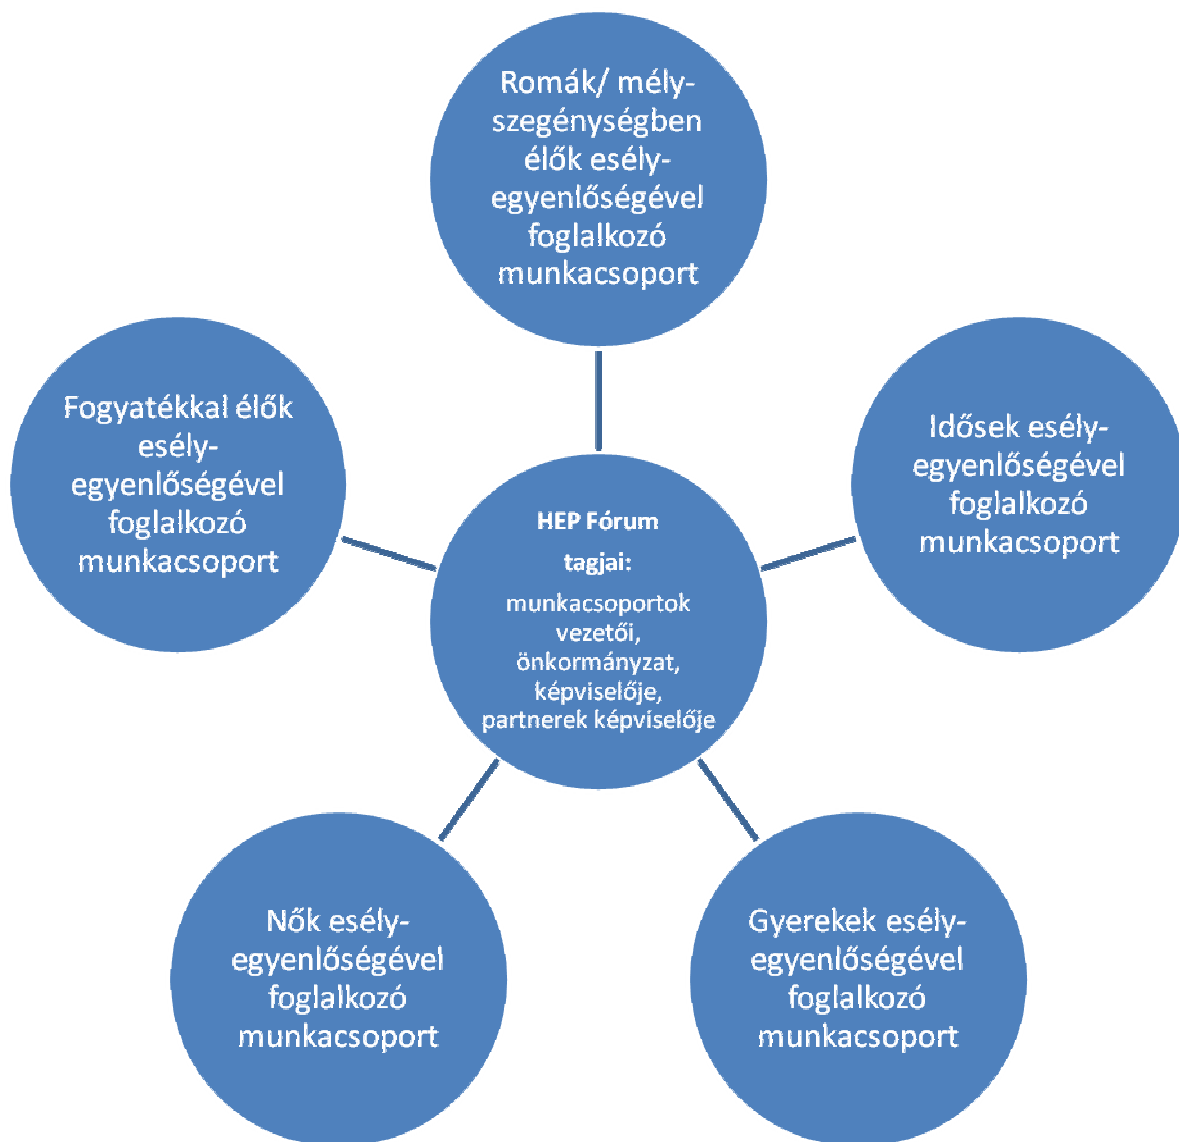 Romák/ mély-
szegénységben
élők esély-
egyenlőségével
foglalkozó
munkacsoport
Fogyatékkal élők
esély-
egyenlőségével
foglalkozó
munkacsoport
Idősek esély-
egyenlőségével
foglalkozó
munkacsoport
HEP Fórum
tagjai:
munkacsoportok
vezetői,
önkormányzat,
képviselője,
partnerek képviselője
Nők esély-
egyenlőségével
foglalkozó
munkacsoport
Gyerekek esély-
egyenlőségével
foglalkozó
munkacsoport